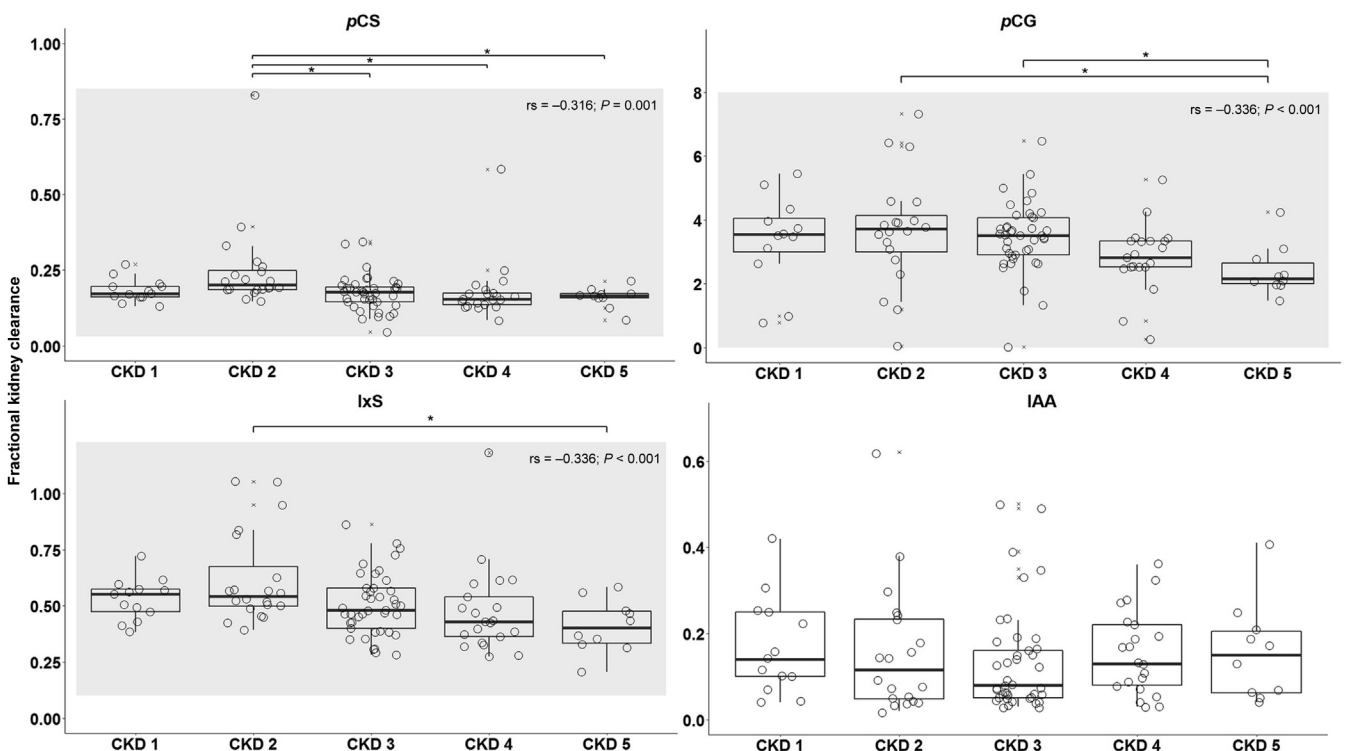 pCS
1.00
0.75
0.50
0.25
0.00
*
*
*
rs = –0.316; P = 0.001
CKD 1 CKD 2 CKD 3 CKD 4 CKD 5
pCG
8
6
4
2
0
*
*
rs = –0.336; P < 0.001
CKD 1 CKD 2 CKD 3 CKD 4 CKD 5
Fractional kidney clearance
IxS
1.00
0.75
0.50
0.25
0.00
*
rs = –0.336; P < 0.001
CKD 1 CKD 2 CKD 3 CKD 4 CKD 5
IAA
0.6
0.4
0.2
0.0
CKD 1 CKD 2 CKD 3 CKD 4 CKD 5